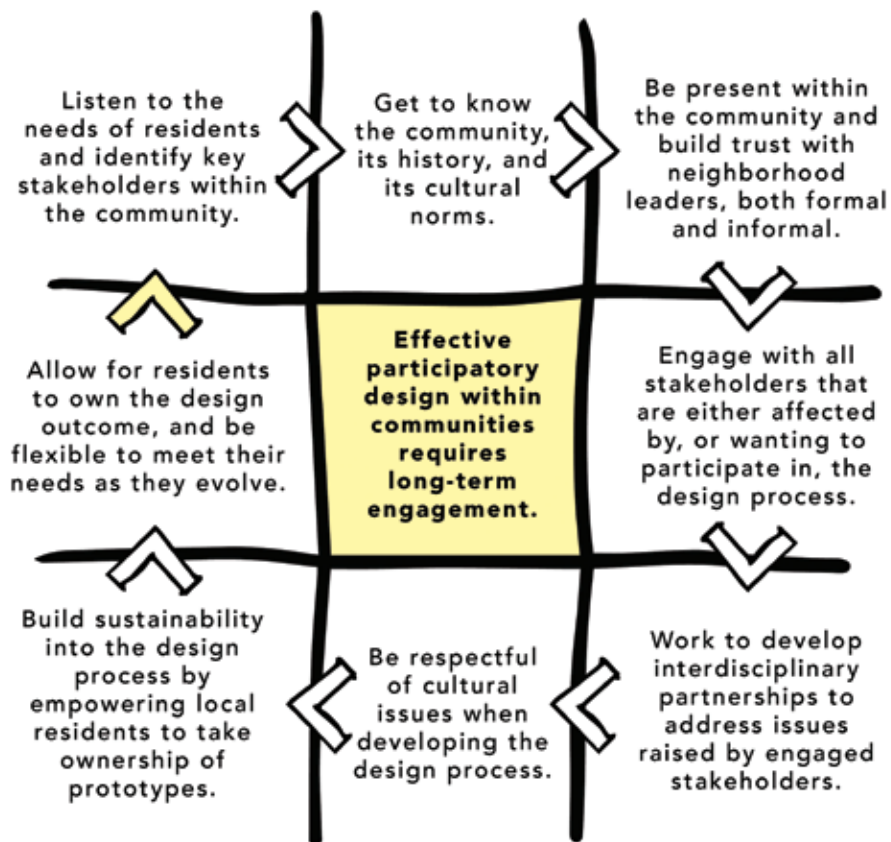 Listen to the
needs of residents
and identify key
stakeholders within
the community.
Get to know
the community,
its history, and
its cultural
norms.
Be present within
the community and
build trust with
neighborhood
leaders, both formal
and informal.
Allow for residents
to own the design
outcome, and be
flexible to meet their
needs as they evolve.
Effective
participatory
design within
communities
requires
long-term
engagement.
Engage with all
stakeholders that
are either affected
by, or wanting to
participate in, the
design process.
Build sustainability
into the design
process by
empowering local
residents to take
ownership of
prototypes.
Be respectful
of cultural
issues when
developing the
design process.
Work to develop
interdisciplinary
partnerships to
address issues
raised by engaged
stakeholders.